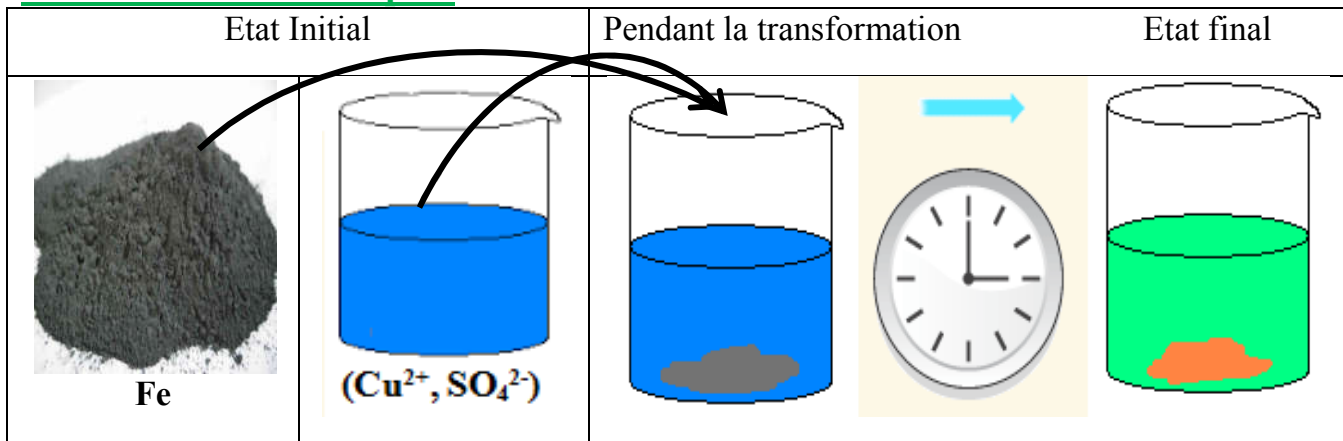 Etat Initial
Pendant la transformation
Etat final
Fe
(Cu²⁺, SO₄²⁻)